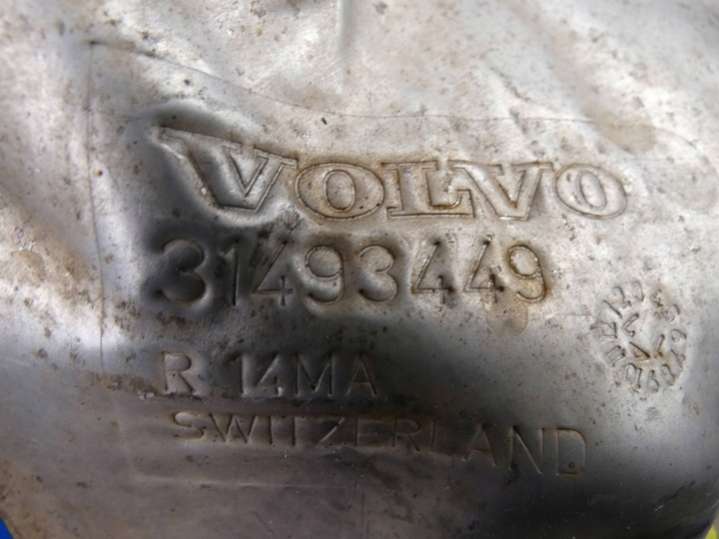 VOLVO
31493449
R 14MA
SWITZERLAND